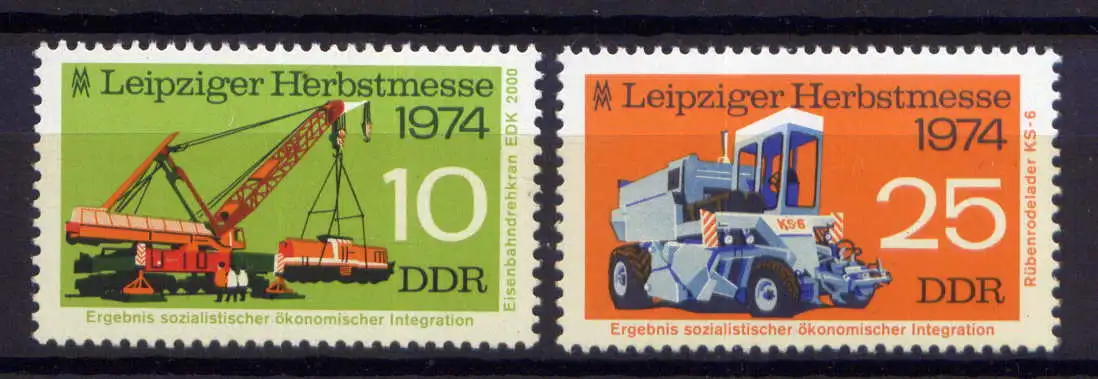 Leipziger Herbstmesse
1974
10
DDR
Eisenbahndrehkran EDK 2000
Ergebnis sozialistischer ökonomischer Integration
Leipziger Herbstmesse
1974
25
KS-6
DDR
Rübenrodelader KS-6
Ergebnis sozialistischer ökonomischer Integration